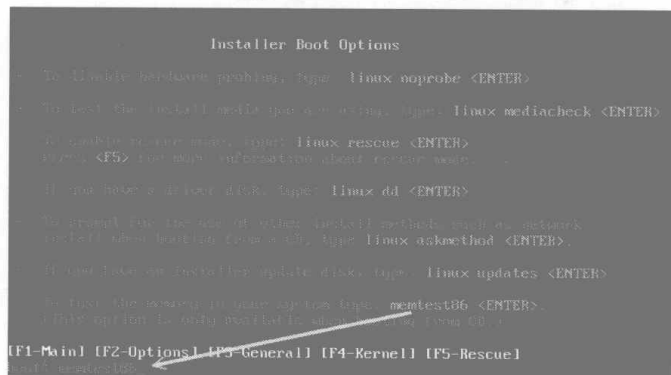 Installer Boot Options
- To disable hardware probing, type: linux noprobe <ENTER>
- To test the install media you are using, type: linux mediacheck <ENTER>
- To enable rescue mode, type: linux rescue <ENTER>
Press <F5> for more information about rescue mode.
- If you have a driver disk, type: linux dd <ENTER>
- To prompt for the use of other install methods such as network
install when booting from a CD, type linux askmethod <ENTER>.
- If you have an installer update disk, type: linux updates <ENTER>
- To test the memory in your system type: memtest86 <ENTER>.
(This option is only available when booting from CD.)
[F1-Main] [F2-Options] [F3-General] [F4-Kernel] [F5-Rescue]
boot: memtest86_